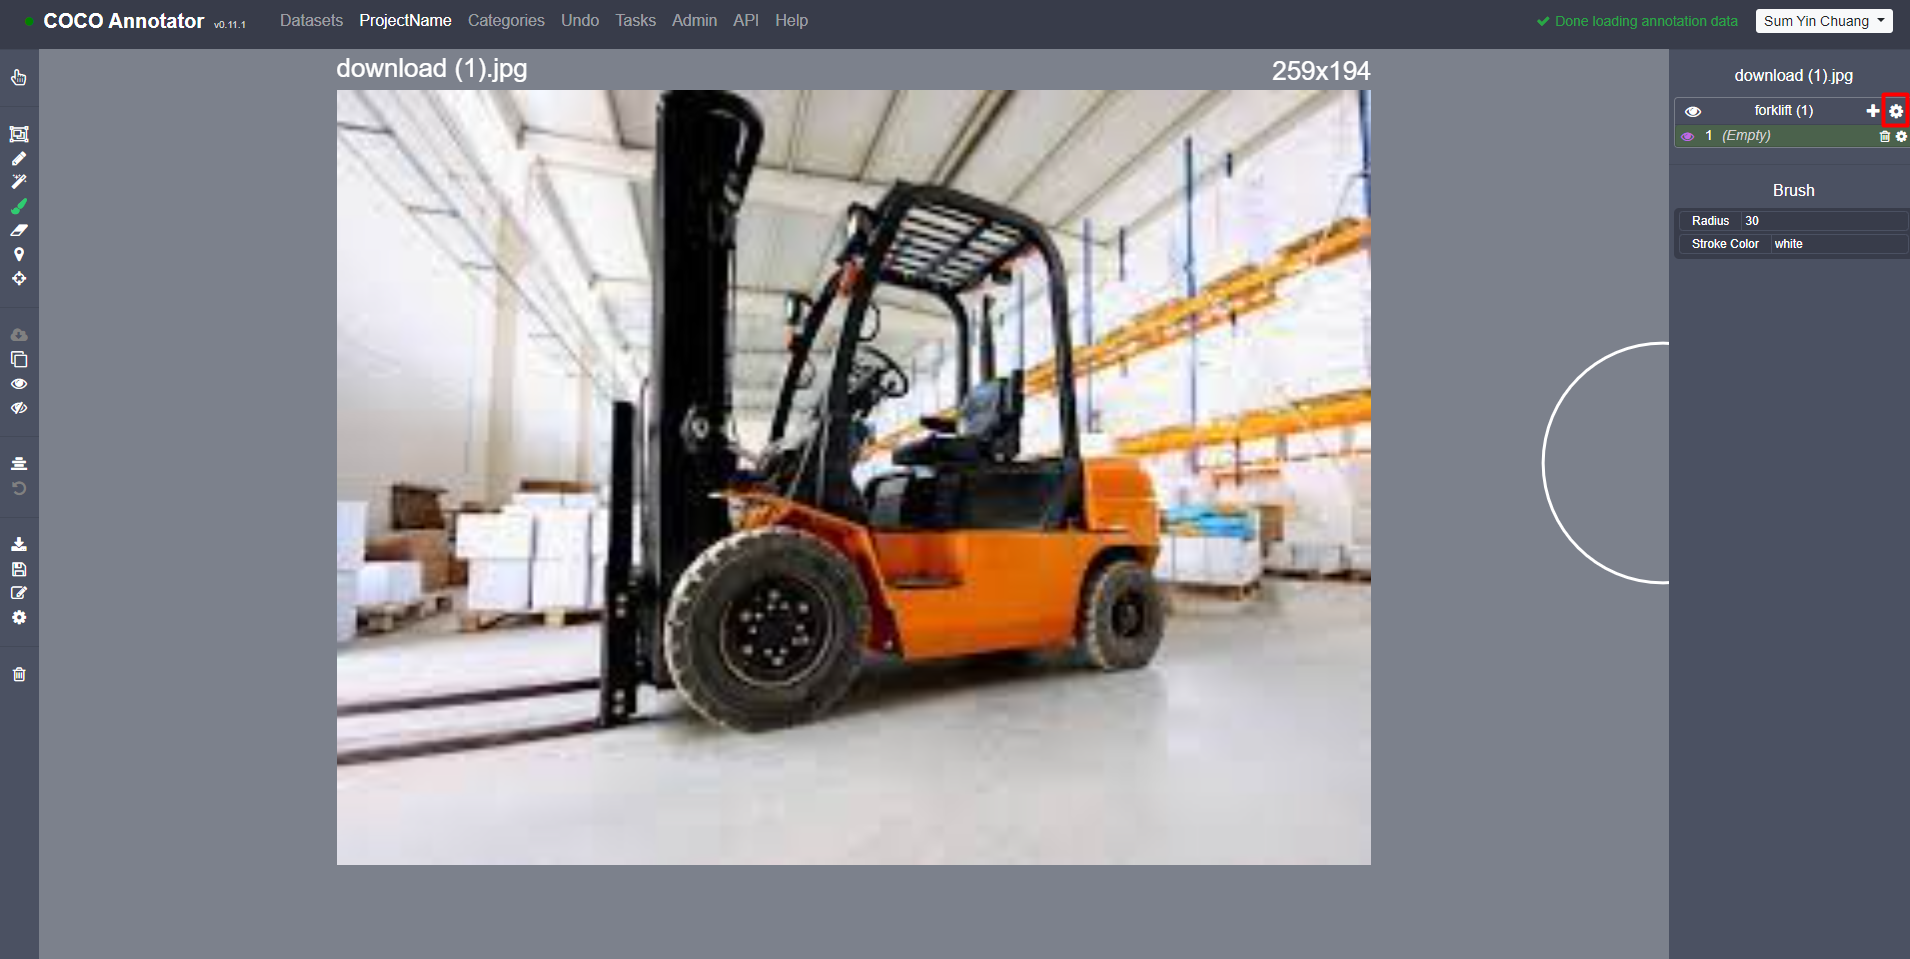 COCO Annotator v0.11.1 Datasets ProjectName Categories Undo Tasks Admin API Help Done loading annotation data Sum Yin Chuang
download (1).jpg 259x194
download (1).jpg
forklift (1)
1 (Empty)
Brush
Radius 30
Stroke Color white